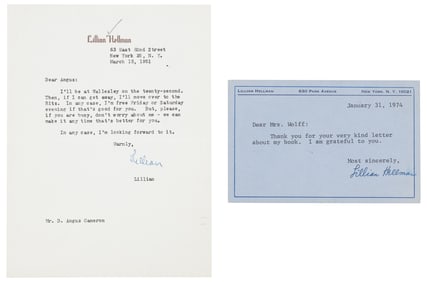 Lillian Hellman
63 East 82nd Street
New York 28, N. Y.
March 13, 1961
Dear Angus:
I'll be at Wellesley on the twenty-second.
Then, if I can get away, I'll move over to the
Ritz. In any case, I'm free Friday or Saturday
evening if that's good for you. But, please,
if you are busy, don't worry about me - we can
make it any time that's better for you.
In any case, I'm looking forward to it.
Warmly,
Lillian
Lillian
Mr. D. Angus Cameron
LILLIAN HELLMAN 630 PARK AVENUE NEW YORK, N. Y. 10021
January 31, 1974
Dear Mrs. Wolff:
Thank you for your very kind letter
about my book. I am grateful to you.
Most sincerely,
Lillian Hellman